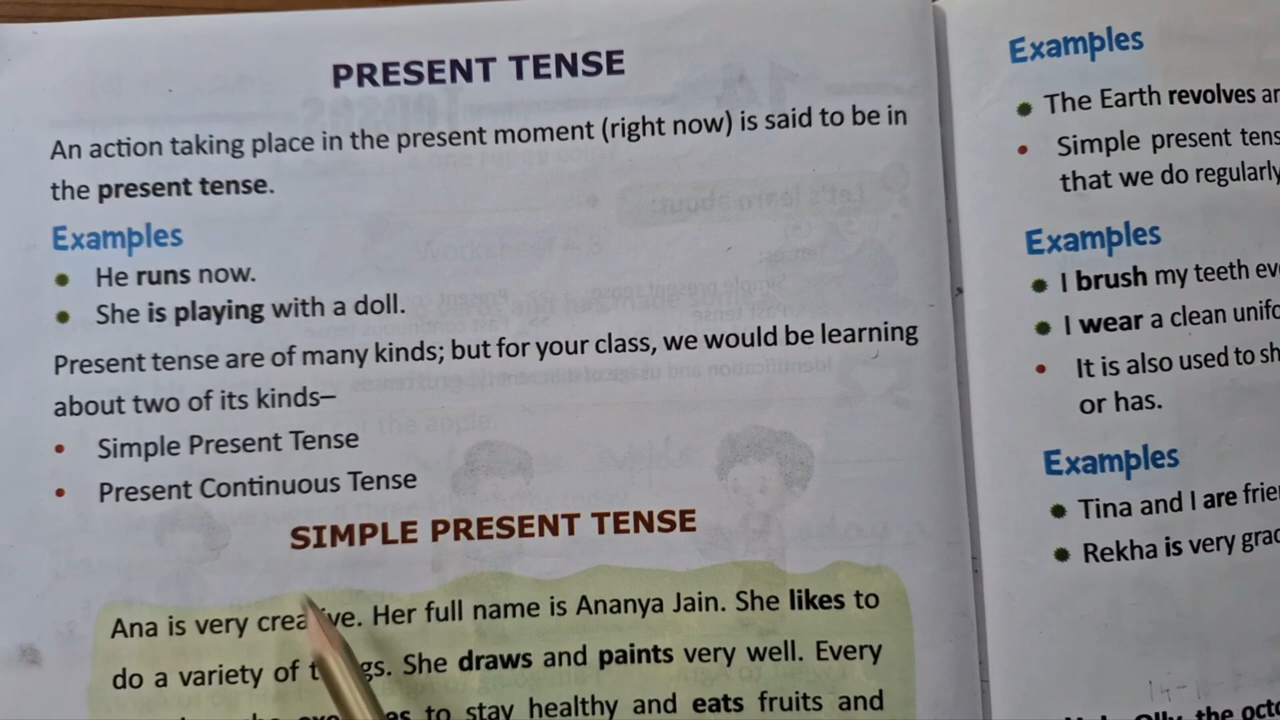 PRESENT TENSE
An action taking place in the present moment (right now) is said to be in
the present tense.
Examples
He runs now.
She is playing with a doll.
Present tense are of many kinds; but for your class, we would be learning
about two of its kinds–
• Simple Present Tense
• Present Continuous Tense
SIMPLE PRESENT TENSE
Ana is very creative. Her full name is Ananya Jain. She likes to
do a variety of things. She draws and paints very well. Every
to stay healthy and eats fruits and
Examples
The Earth revolves
• Simple present
that we do regularly
Examples
I brush my teeth
I wear a clean
• It is also used to
or has.
Examples
Tina and I are
Rekha is very
the